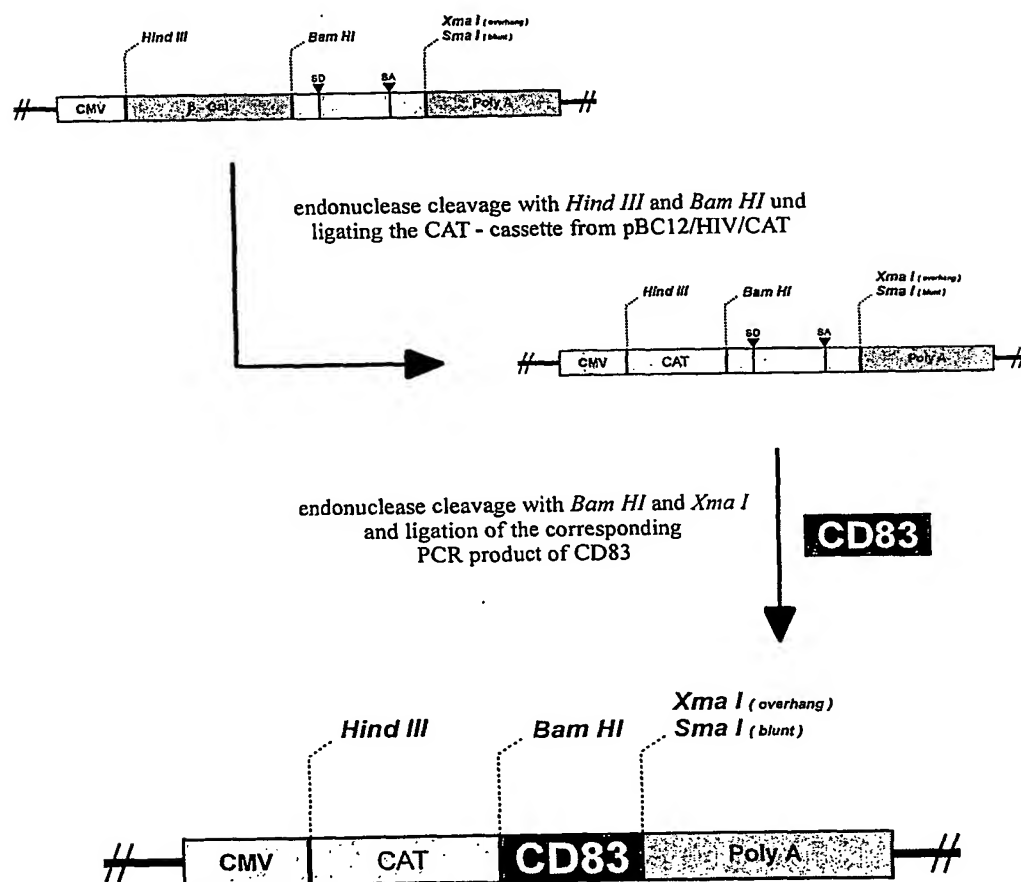 Xma I (overhang)
Hind III Bam HI Sma I (blunt)
SD SA
CMV β-Gal Poly A
endonuclease cleavage with Hind III and Bam HI und
ligating the CAT - cassette from pBC12/HIV/CAT
Xma I (overhang)
Hind III Bam HI Sma I (blunt)
SD SA
CMV CAT Poly A
endonuclease cleavage with Bam HI and Xma I
and ligation of the corresponding
PCR product of CD83
CD83
Xma I (overhang)
Hind III Bam HI Sma I (blunt)
CMV CAT CD83 Poly A